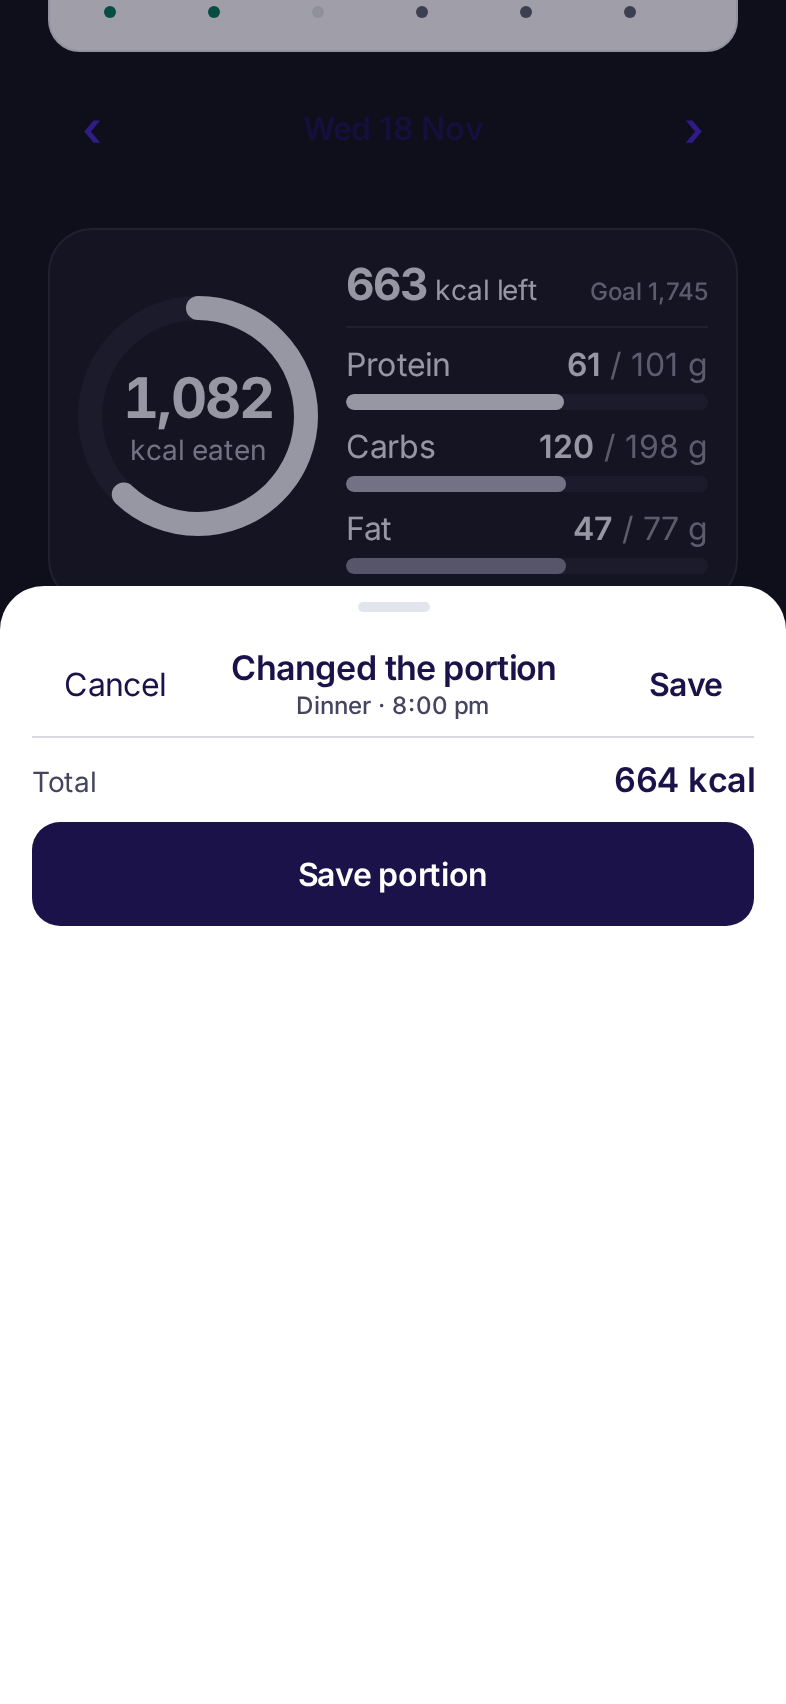 Wed 18 Nov
663 kcal left
Goal 1,745
1,082
kcal eaten
Protein 61 / 101 g
Carbs 120 / 198 g
Fat 47 / 77 g
Cancel
Changed the portion
Dinner · 8:00 pm
Save
Total 664 kcal
Save portion